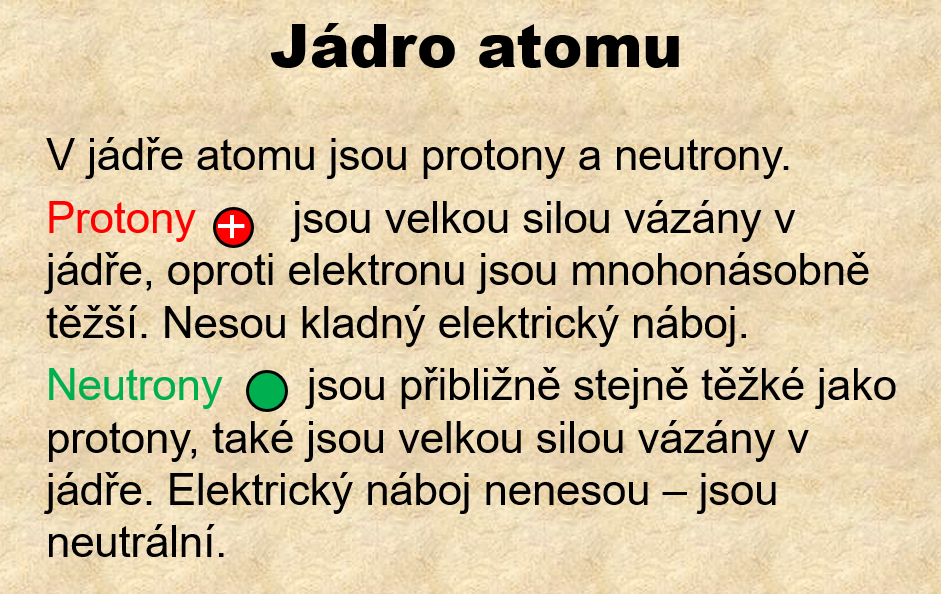 Jádro atomu
V jádře atomu jsou protony a neutrony.
Protony + jsou velkou silou vázány v
jádře, oproti elektronu jsou mnohonásobně
těžší. Nesou kladný elektrický náboj.
Neutrony jsou přibližně stejně těžké jako
protony, také jsou velkou silou vázány v
jádře. Elektrický náboj nenesou – jsou
neutrální.